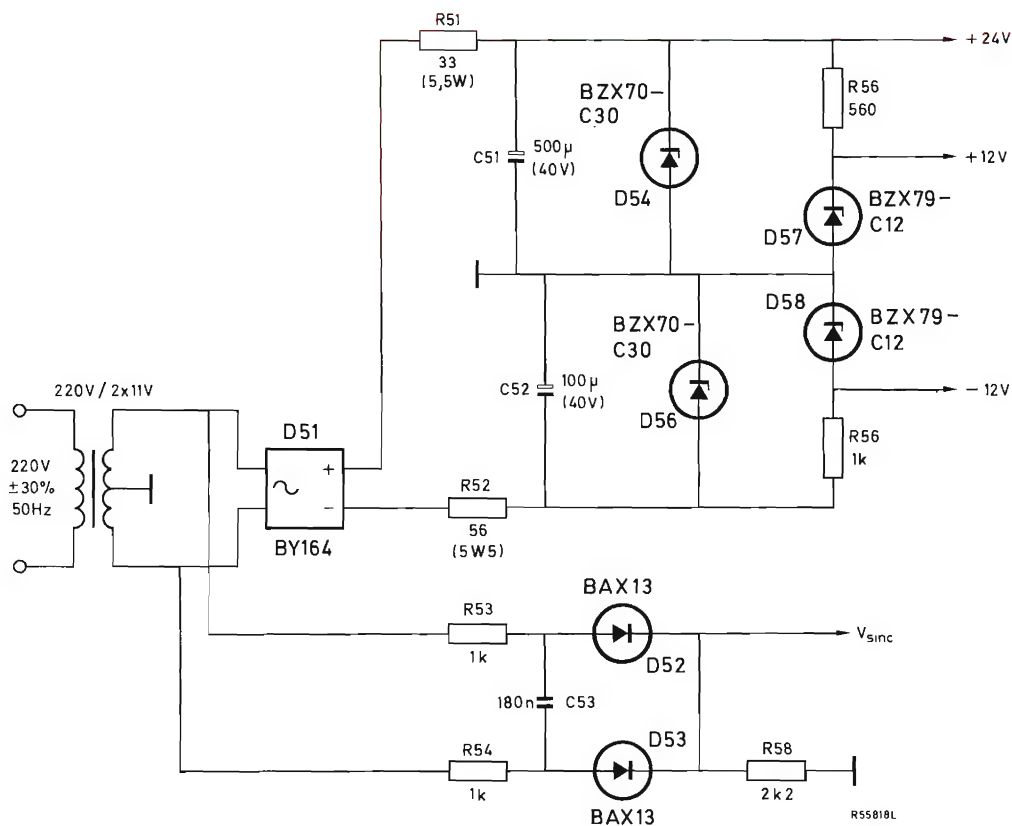 R51
33
(5,5W)
+24V
BZX70-
C30
R56
560
C51
500µ
(40V)
+12V
D54
BZX79-
C12
D57
D58
BZX70-
C30
BZX79-
C12
220V / 2x11V
C52
100µ
(40V)
D56
-12V
D51
R56
1k
220V
±30%
50Hz
+
-
R52
56
(5W5)
BY164
BAX13
R53
1k
Vsinc
D52
180n
C53
D53
R54
1k
R58
2k2
BAX13
R55818L